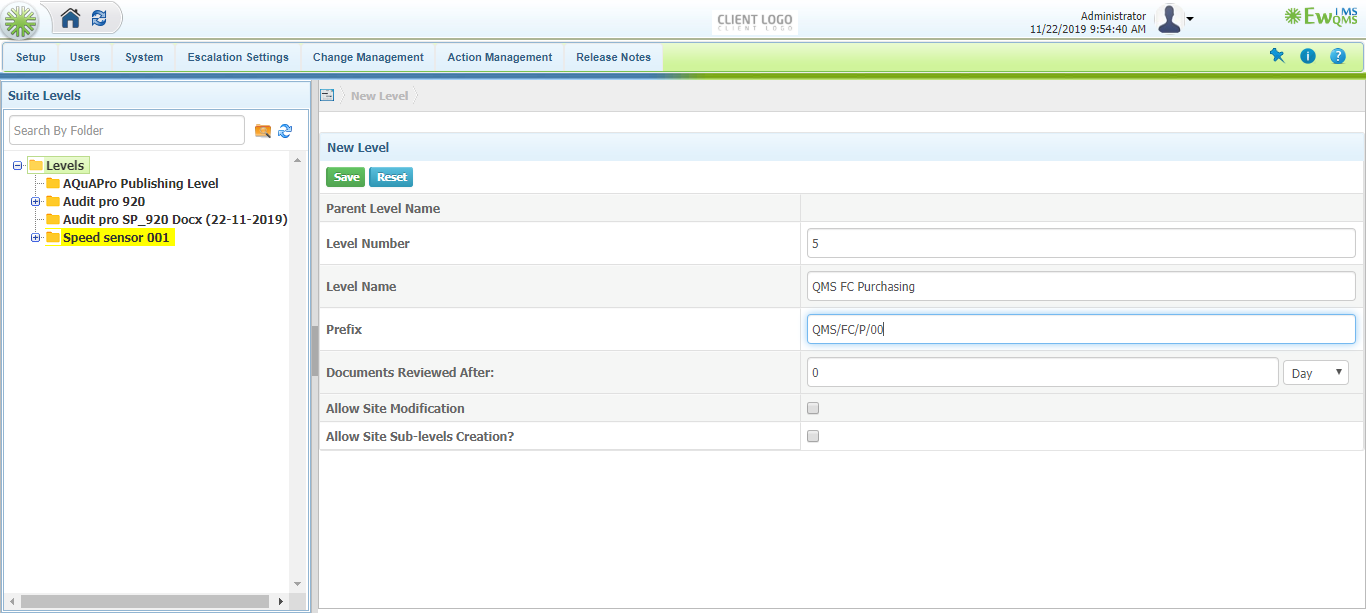 CLIENT LOGO
Administrator
11/22/2019 9:54:40 AM
EwQMS iMS
Setup Users System Escalation Settings Change Management Action Management Release Notes
Suite Levels
New Level
Search By Folder
Levels
AQuAPro Publishing Level
Audit pro 920
Audit pro SP_920 Docx (22-11-2019)
Speed sensor 001
New Level
Save Reset
Parent Level Name
Level Number 5
Level Name QMS FC Purchasing
Prefix QMS/FC/P/00
Documents Reviewed After: 0 Day
Allow Site Modification
Allow Site Sub-levels Creation?